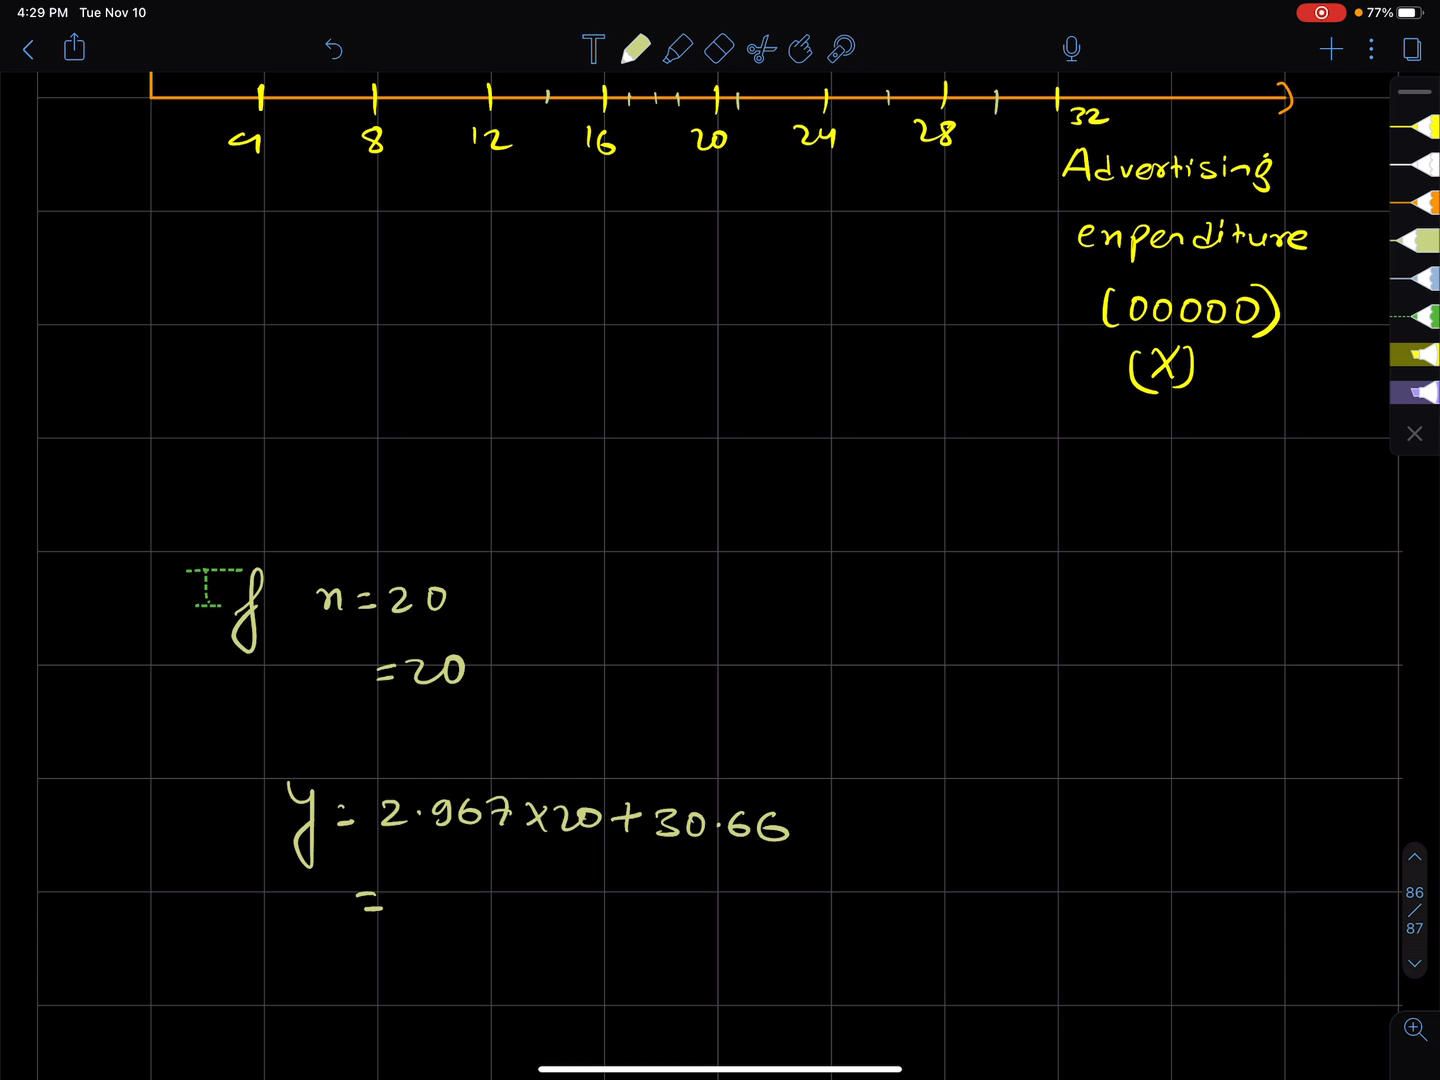 4:29 PM Tue Nov 10
77%
4 8 12 16 20 24 28 32
Advertising
expenditure
(00000)
(X)
If x = 20
= 20
y = 2.967 x 20 + 30.66
=
86
/
87